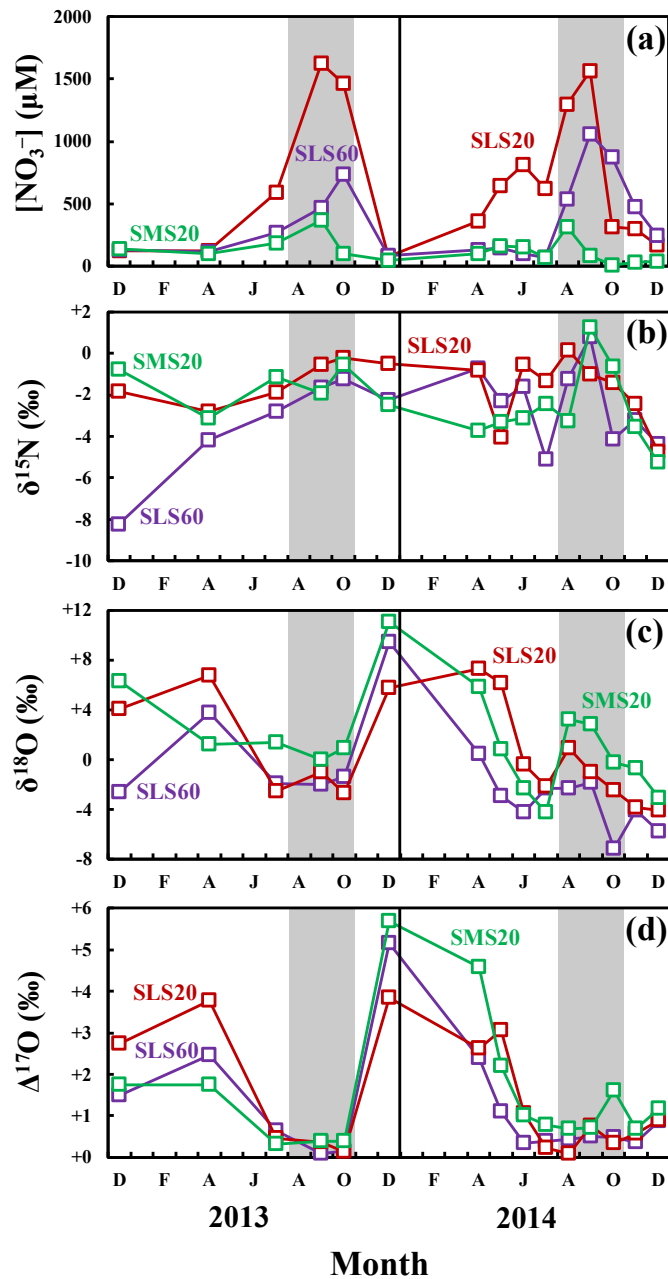 2000
(a)
1500
SLS60
SLS20
1000
[NO₃⁻] (μM)
500
SMS20
0
D F A J A O D F A J A O D
+2
(b)
SMS20
SLS20
0
-2
-4
δ¹⁵N (‰)
-6
-8
SLS60
-10
D F A J A O D F A J A O D
+12
(c)
+8
SLS20
SMS20
+4
δ¹⁸O (‰)
0
SLS60
-4
-8
D F A J A O D F A J A O D
+6
(d)
SMS20
+5
SLS20
+4
SLS60
+3
Δ¹⁷O (‰)
+2
+1
+0
D F A J A O D F A J A O D
2013 2014
Month